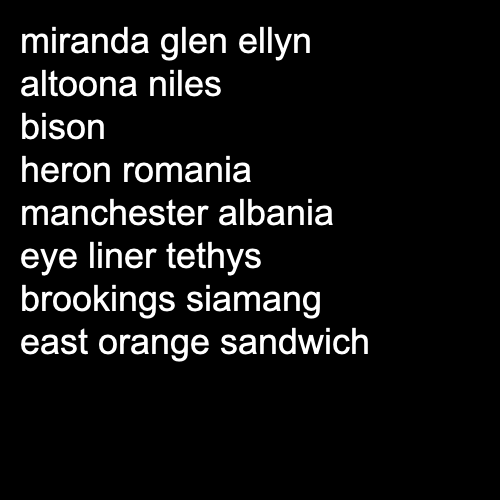 miranda glen ellyn
altoona niles
bison
heron romania
manchester albania
eye liner tethys
brookings siamang
east orange sandwich